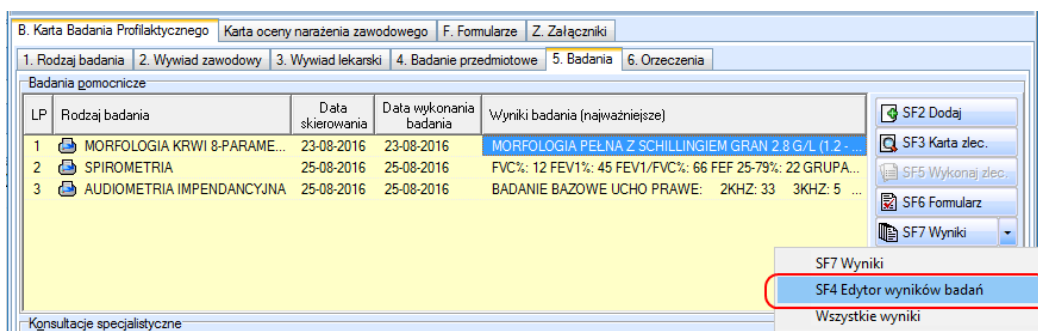 B. Karta Badania Profilaktycznego Karta oceny narażenia zawodowego F. Formularze Z. Załączniki
1. Rodzaj badania 2. Wywiad zawodowy 3. Wywiad lekarski 4. Badanie przedmiotowe 5. Badania 6. Orzeczenia
Badania pomocnicze
LP Rodzaj badania Data skierowania Data wykonania badania Wyniki badania (najważniejsze)
1 MORFOLOGIA KRWI 8-PARAME... 23-08-2016 23-08-2016 MORFOLOGIA PEŁNA Z SCHILLINGIEM GRAN 2.8 G/L (1.2 - ...
2 SPIROMETRIA 25-08-2016 25-08-2016 FVC%: 12 FEV1%: 45 FEV1/FVC%: 66 FEF 25-79%: 22 GRUPA...
3 AUDIOMETRIA IMPENDANCYJNA 25-08-2016 25-08-2016 BADANIE BAZOWE UCHO PRAWE: 2KHZ: 33 3KHZ: 5 ...
SF2 Dodaj
SF3 Karta zlec.
SF5 Wykonaj zlec.
SF6 Formularz
SF7 Wyniki
SF7 Wyniki
SF4 Edytor wyników badań
Wszystkie wyniki
Konsultacje specjalistyczne